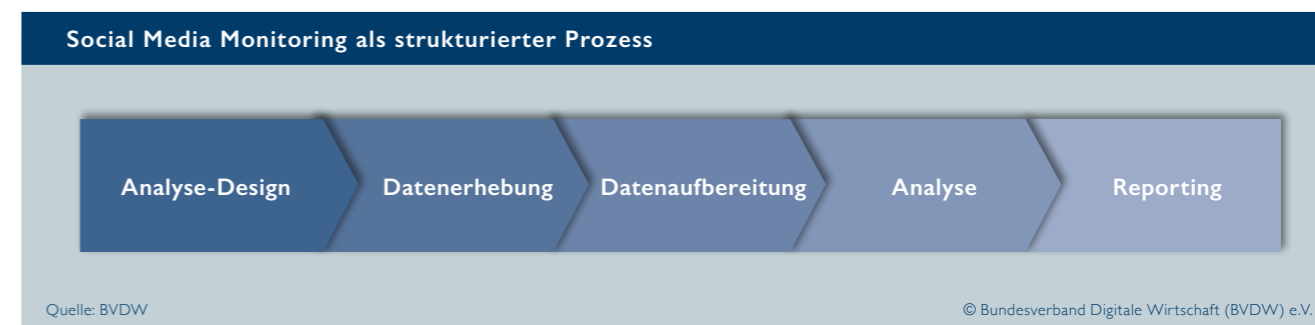 Social Media Monitoring als strukturierter Prozess
Analyse-Design Datenerhebung Datenaufbereitung Analyse Reporting
Quelle: BVDW © Bundesverband Digitale Wirtschaft (BVDW) e.V.